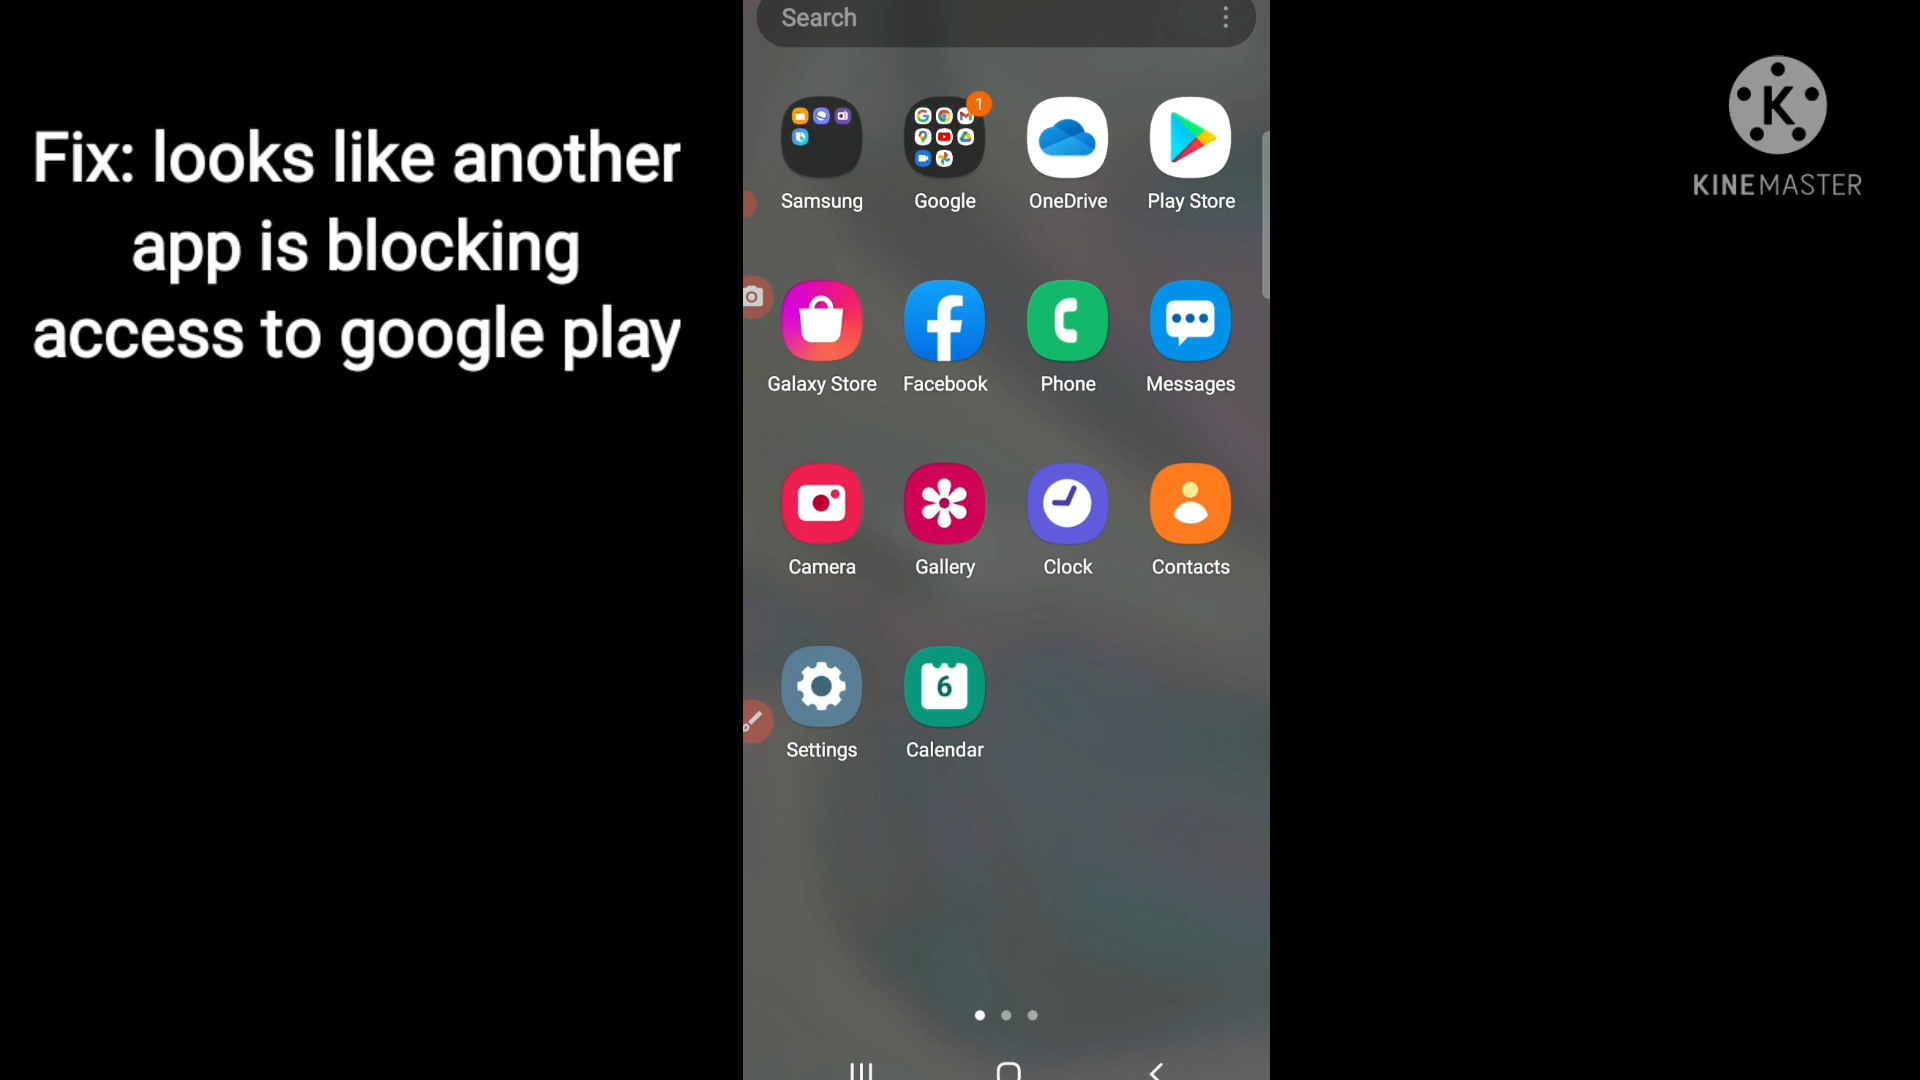 Fix: looks like another
app is blocking
access to google play
Search
1
Samsung
Google
OneDrive
Play Store
Galaxy Store
Facebook
Phone
Messages
Camera
Gallery
Clock
Contacts
6
Settings
Calendar
K
KINEMASTER